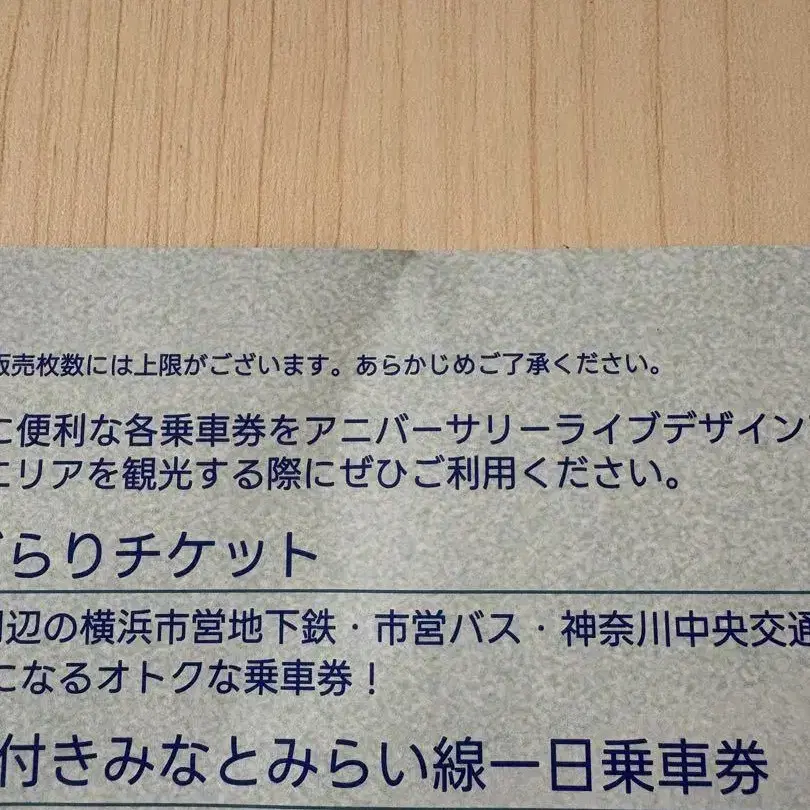 販売枚数には上限がございます。あらかじめご了承ください。
に便利な各乗車券をアニバーサリーライブデザイン
エリアを観光する際にぜひご利用ください。
らりチケット
周辺の横浜市営地下鉄・市営バス・神奈川中央交通
になるオトクな乗車券！
付きみなとみらい線一日乗車券